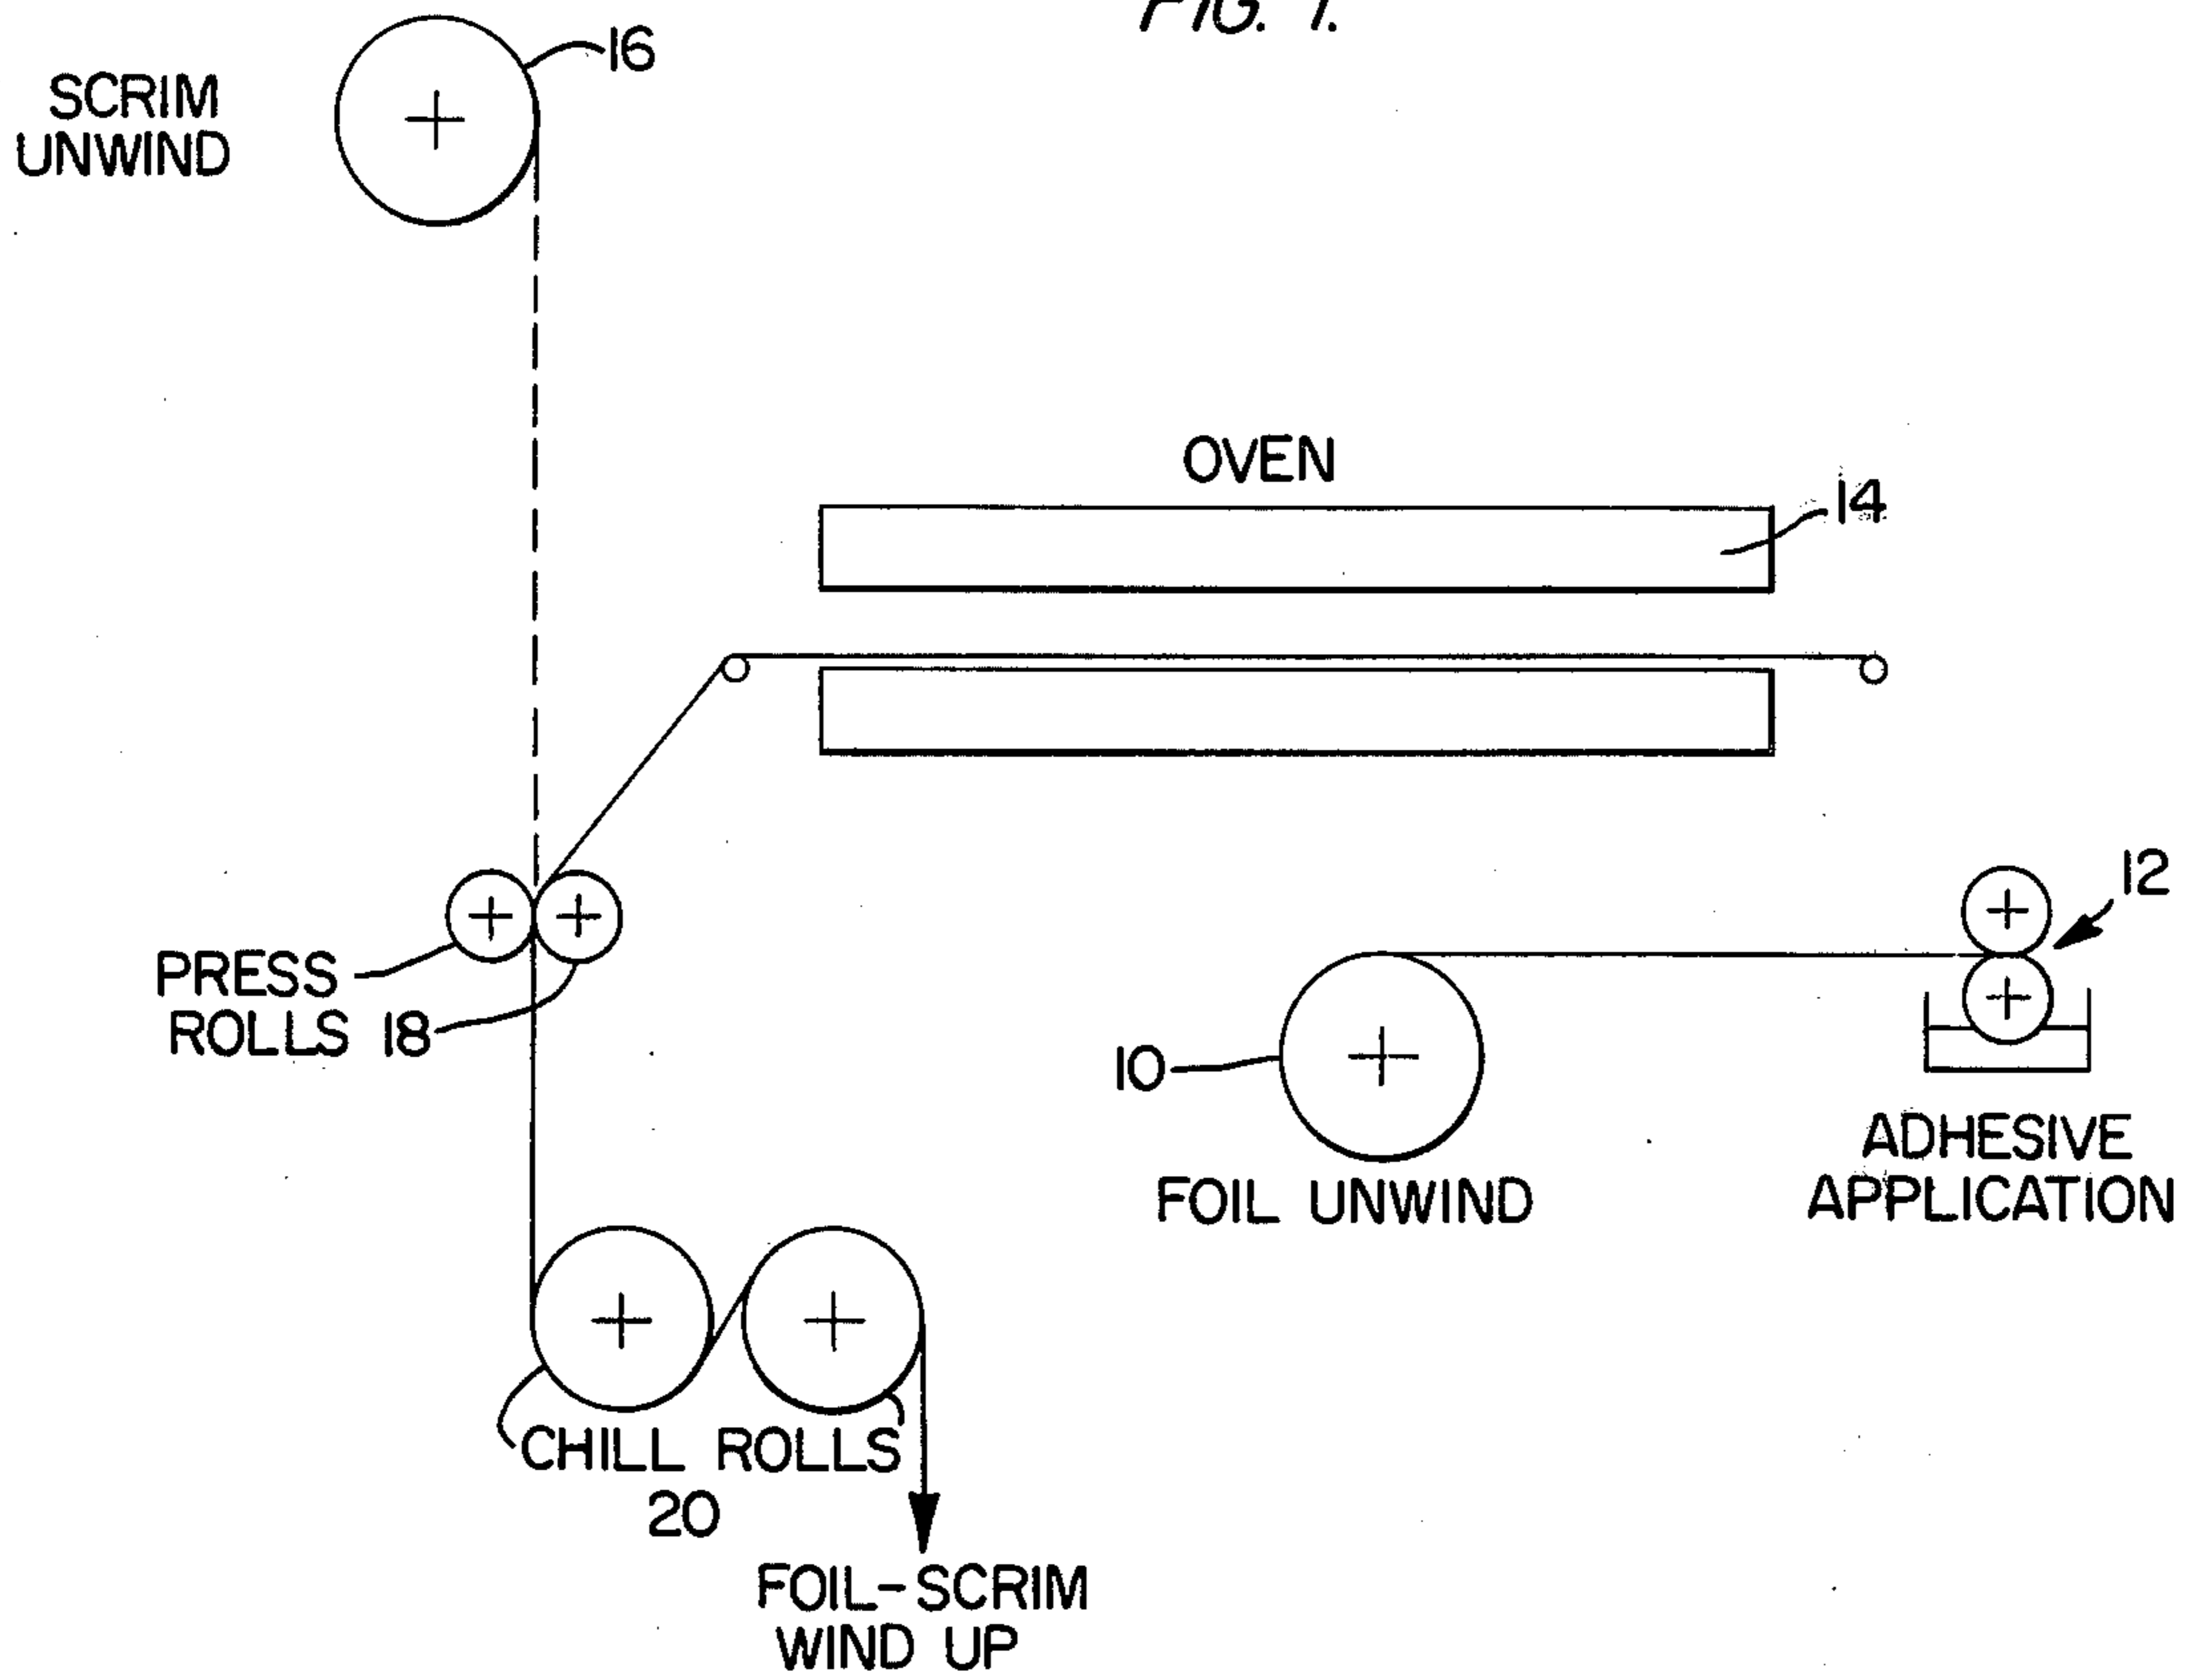 FIG. 1.
16
SCRIM
UNWIND
OVEN
14
12
PRESS
ROLLS 18
10
FOIL UNWIND
ADHESIVE
APPLICATION
CHILL ROLLS
20
FOIL-SCRIM
WIND UP